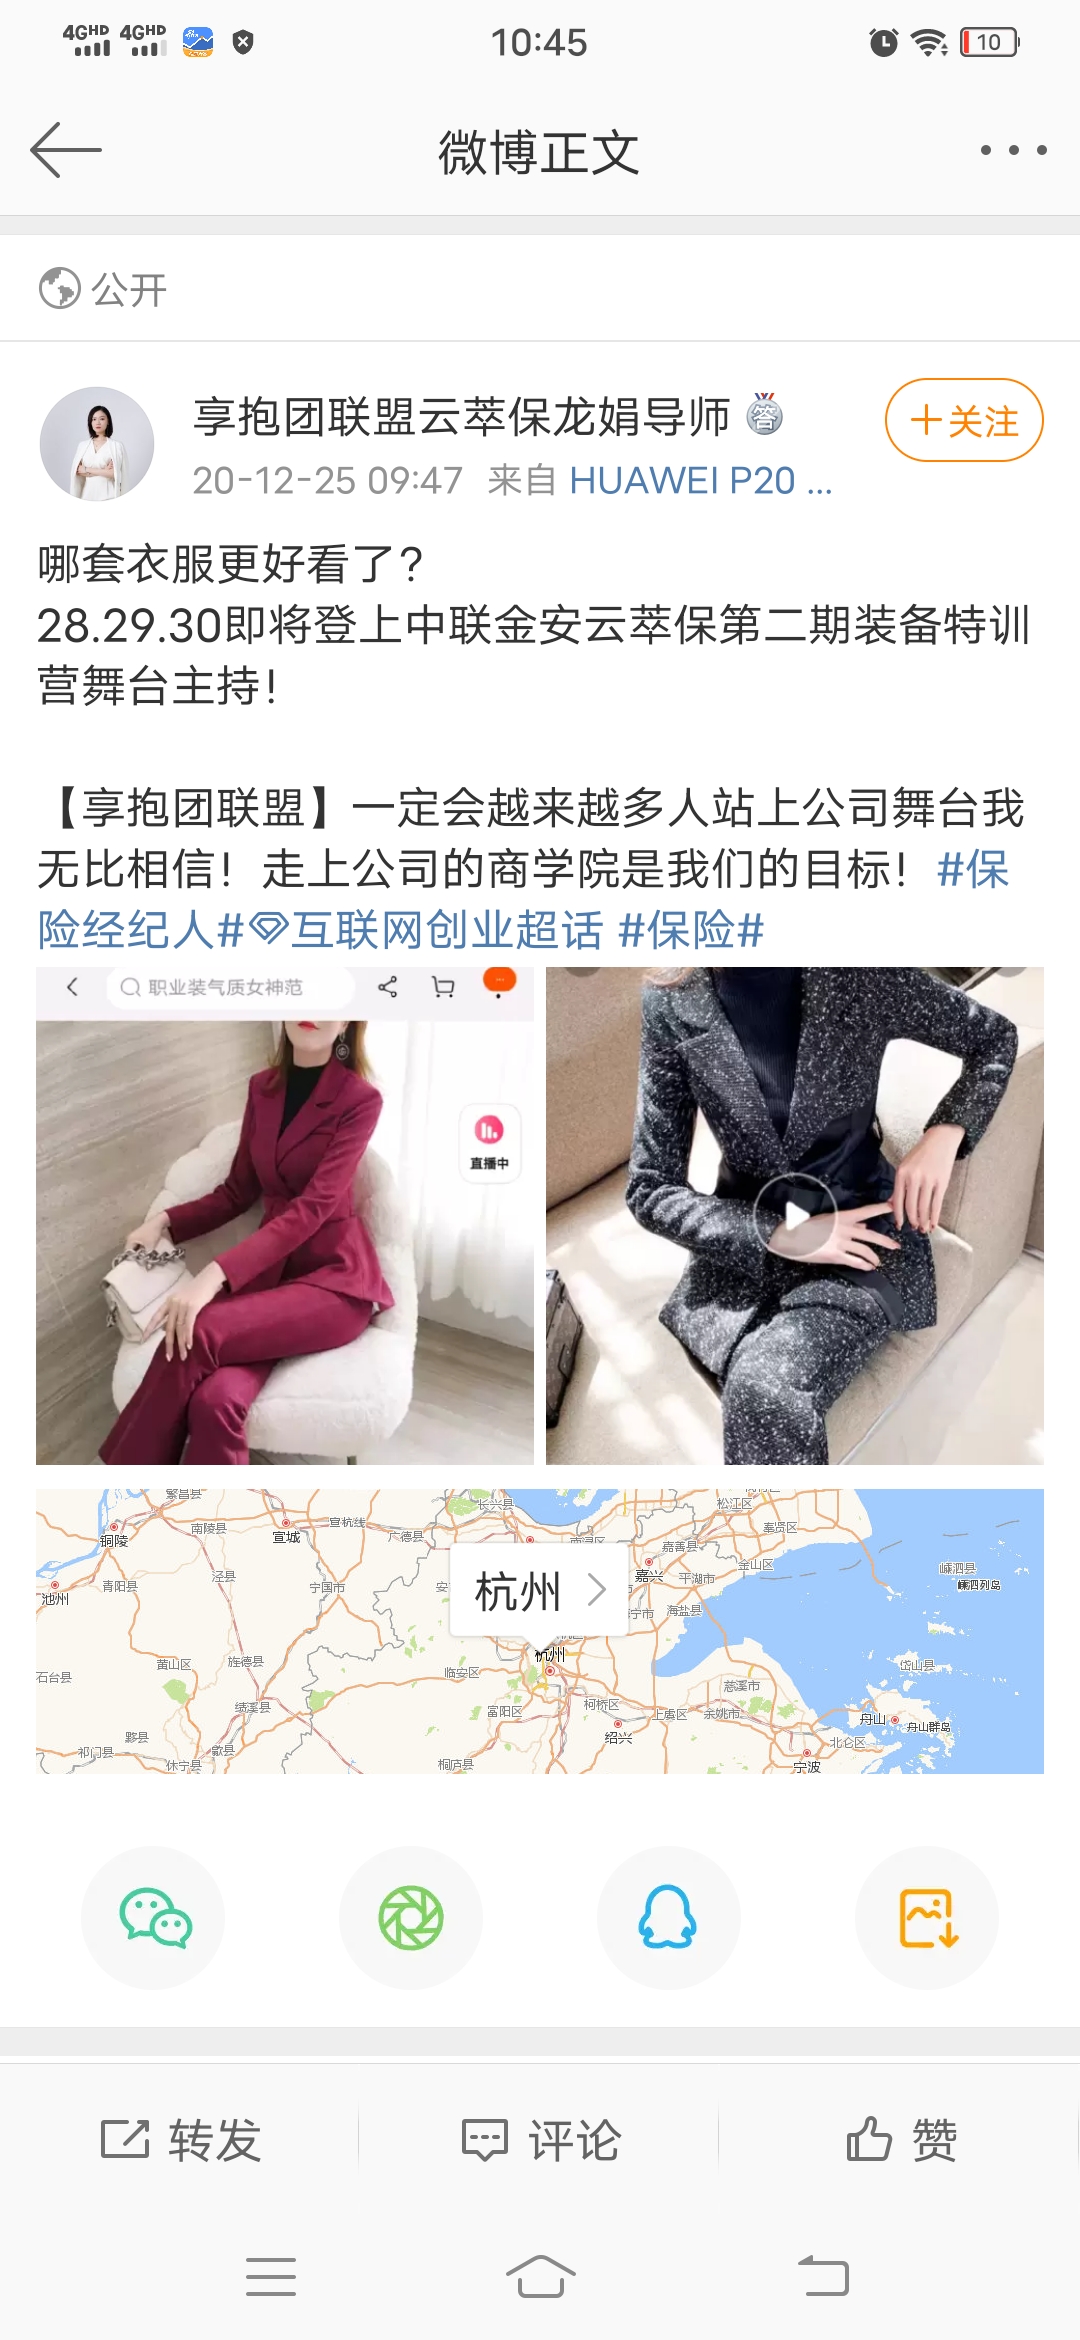 4GHD 4GHD 10:45 10
微博正文
公开
享抱团联盟云萃保龙娟导师 答
+关注
20-12-25 09:47 来自 HUAWEI P20 ...
哪套衣服更好看了?
28.29.30即将登上中联金安云萃保第二期装备特训
营舞台主持!
【享抱团联盟】一定会越来越多人站上公司舞台我
无比相信！走上公司的商学院是我们的目标！#保
险经纪人#互联网创业超话 #保险#
职业装气质女神范
直播中
繁昌县
长兴县
松江区
铜陵
南陵县
宣城
宣杭线
广德县
嘉善县
奉贤区
池州
青阳县
泾县
宁国市
杭州
嘉兴
平湖市
金山区
嵊泗县
嵊泗列岛
海盐县
石台县
黄山区
旌德县
临安区
杭州
慈溪市
岱山县
绩溪县
富阳区
柯桥区
上虞区
余姚市
舟山
舟山群岛
黟县
绍兴
祁门县
歙县
休宁县
桐庐县
北仑区
宁波
转发
评论
赞